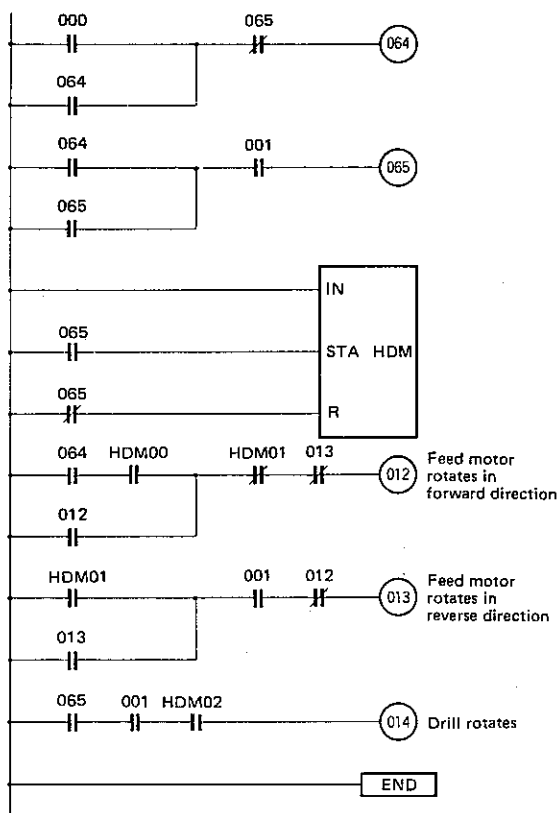 000 065
064
064
064 001
065
065
IN
065
STA HDM
065
R
064 HDM00 HDM01 013
012
Feed motor
rotates in
forward direction
012
HDM01 001 012
013
Feed motor
rotates in
reverse direction
013
065 001 HDM02
014 Drill rotates
END